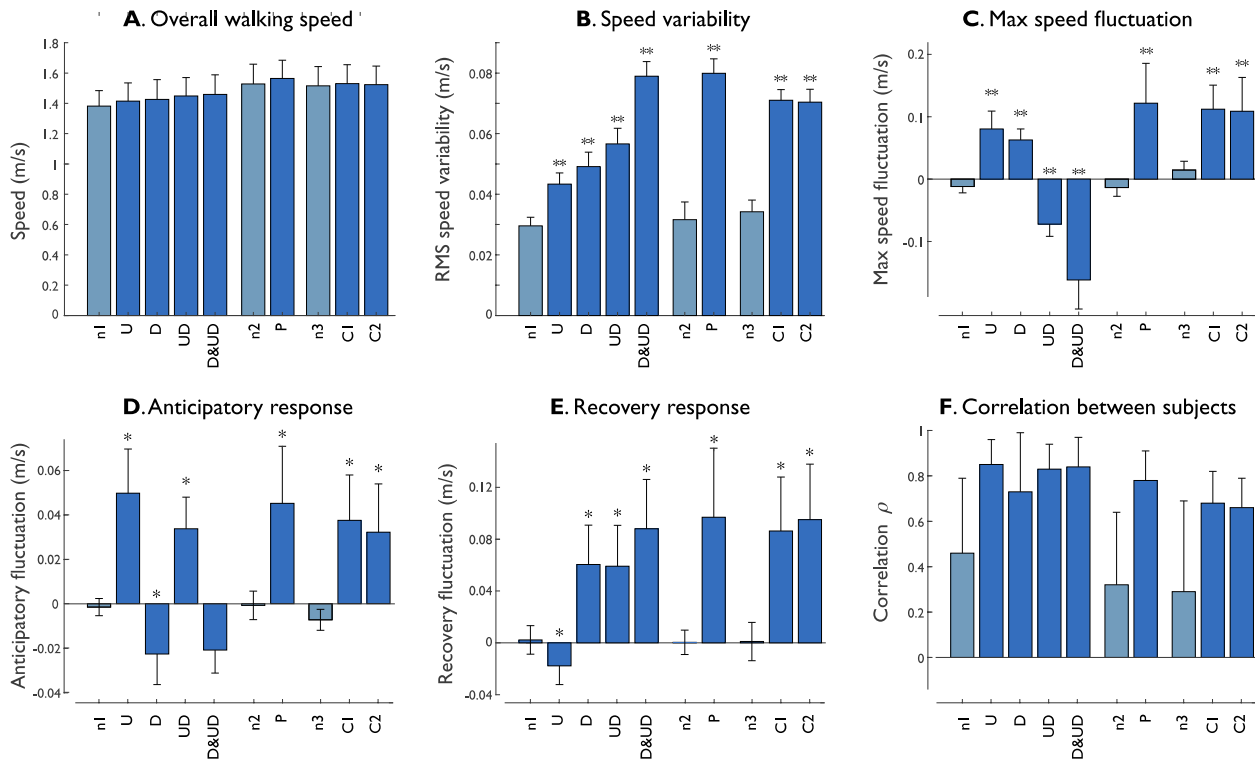 A. Overall walking speed
Speed (m/s)
1.8
1.6
1.4
1.2
1
0.8
0.6
0.4
0.2
0
n1
U
D
UD
D&UD
n2
P
n3
C1
C2
B. Speed variability
RMS speed variability (m/s)
0.08
0.06
0.04
0.02
0
**
**
**
**
**
**
**
n1
U
D
UD
D&UD
n2
P
n3
C1
C2
C. Max speed fluctuation
Max speed fluctuation (m/s)
0.2
0.1
0
-0.1
**
**
**
**
**
**
**
n1
U
D
UD
D&UD
n2
P
n3
C1
C2
D. Anticipatory response
Anticipatory fluctuation (m/s)
0.06
0.04
0.02
0
-0.02
-0.04
*
*
*
*
*
*
n1
U
D
UD
D&UD
n2
P
n3
C1
C2
E. Recovery response
Recovery fluctuation (m/s)
0.12
0.08
0.04
0
-0.04
*
*
*
*
*
*
*
n1
U
D
UD
D&UD
n2
P
n3
C1
C2
F. Correlation between subjects
Correlation ρ
1
0.8
0.6
0.4
0.2
0
n1
U
D
UD
D&UD
n2
P
n3
C1
C2